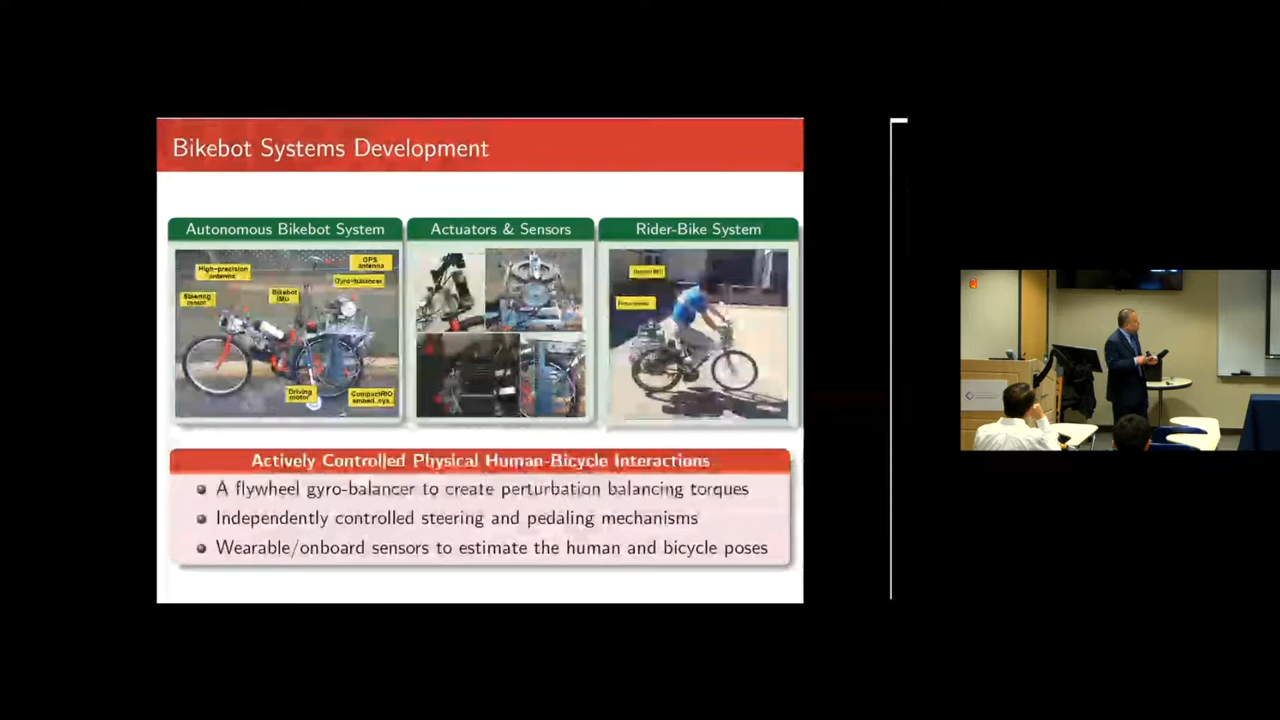 Bikebot Systems Development
Autonomous Bikebot System
Actuators & Sensors
Rider-Bike System
High-precision
antenna
GPS
antenna
Gyro-balancer
Bikebot
IMU
Steering
motor
Driving
motor
CompactRIO
embed. sys.
Actively Controlled Physical Human-Bicycle Interactions
A flywheel gyro-balancer to create perturbation balancing torques
Independently controlled steering and pedaling mechanisms
Wearable/onboard sensors to estimate the human and bicycle poses